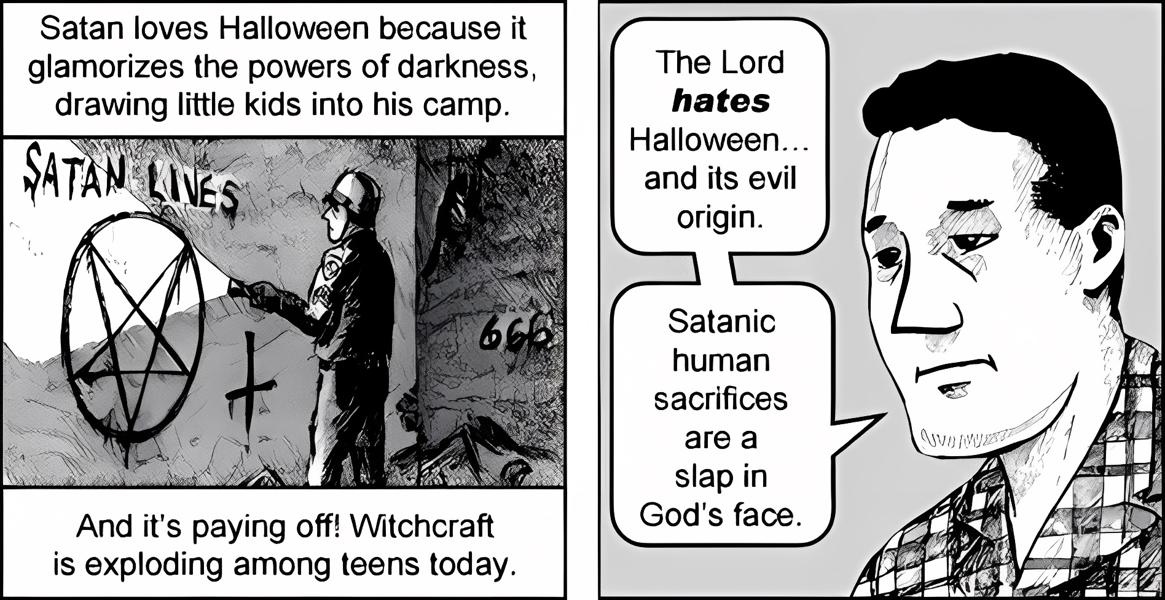 Satan loves Halloween because it
glamorizes the powers of darkness,
drawing little kids into his camp.
SATAN LIVES
666
And it's paying off! Witchcraft
is exploding among teens today.
The Lord
hates
Halloween...
and its evil
origin.
Satanic
human
sacrifices
are a
slap in
God's face.